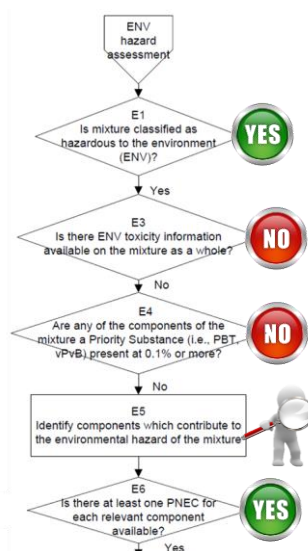 ENV
hazard
assessment
E1
Is mixture classified as
hazardous to the environment
(ENV)?
YES
Yes
E3
Is there ENV toxicity information
available on the mixture as a whole?
NO
No
E4
Are any of the components of the
mixture a Priority Substance (i.e., PBT,
vPvB) present at 0.1% or more?
NO
No
E5
Identify components which contribute to
the environmental hazard of the mixture
E6
Is there at least one PNEC for
each relevant component
available?
YES
Yes